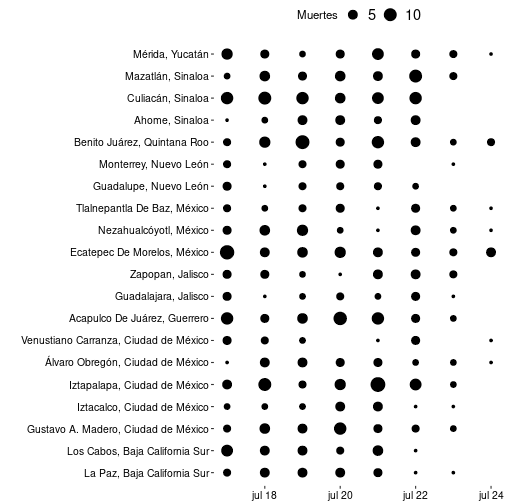 Muertes 5 10
Mérida, Yucatán
Mazatlán, Sinaloa
Culiacán, Sinaloa
Ahome, Sinaloa
Benito Juárez, Quintana Roo
Monterrey, Nuevo León
Guadalupe, Nuevo León
Tlalnepantla De Baz, México
Nezahualcóyotl, México
Ecatepec De Morelos, México
Zapopan, Jalisco
Guadalajara, Jalisco
Acapulco De Juárez, Guerrero
Venustiano Carranza, Ciudad de México
Álvaro Obregón, Ciudad de México
Iztapalapa, Ciudad de México
Iztacalco, Ciudad de México
Gustavo A. Madero, Ciudad de México
Los Cabos, Baja California Sur
La Paz, Baja California Sur
jul 18 jul 20 jul 22 jul 24